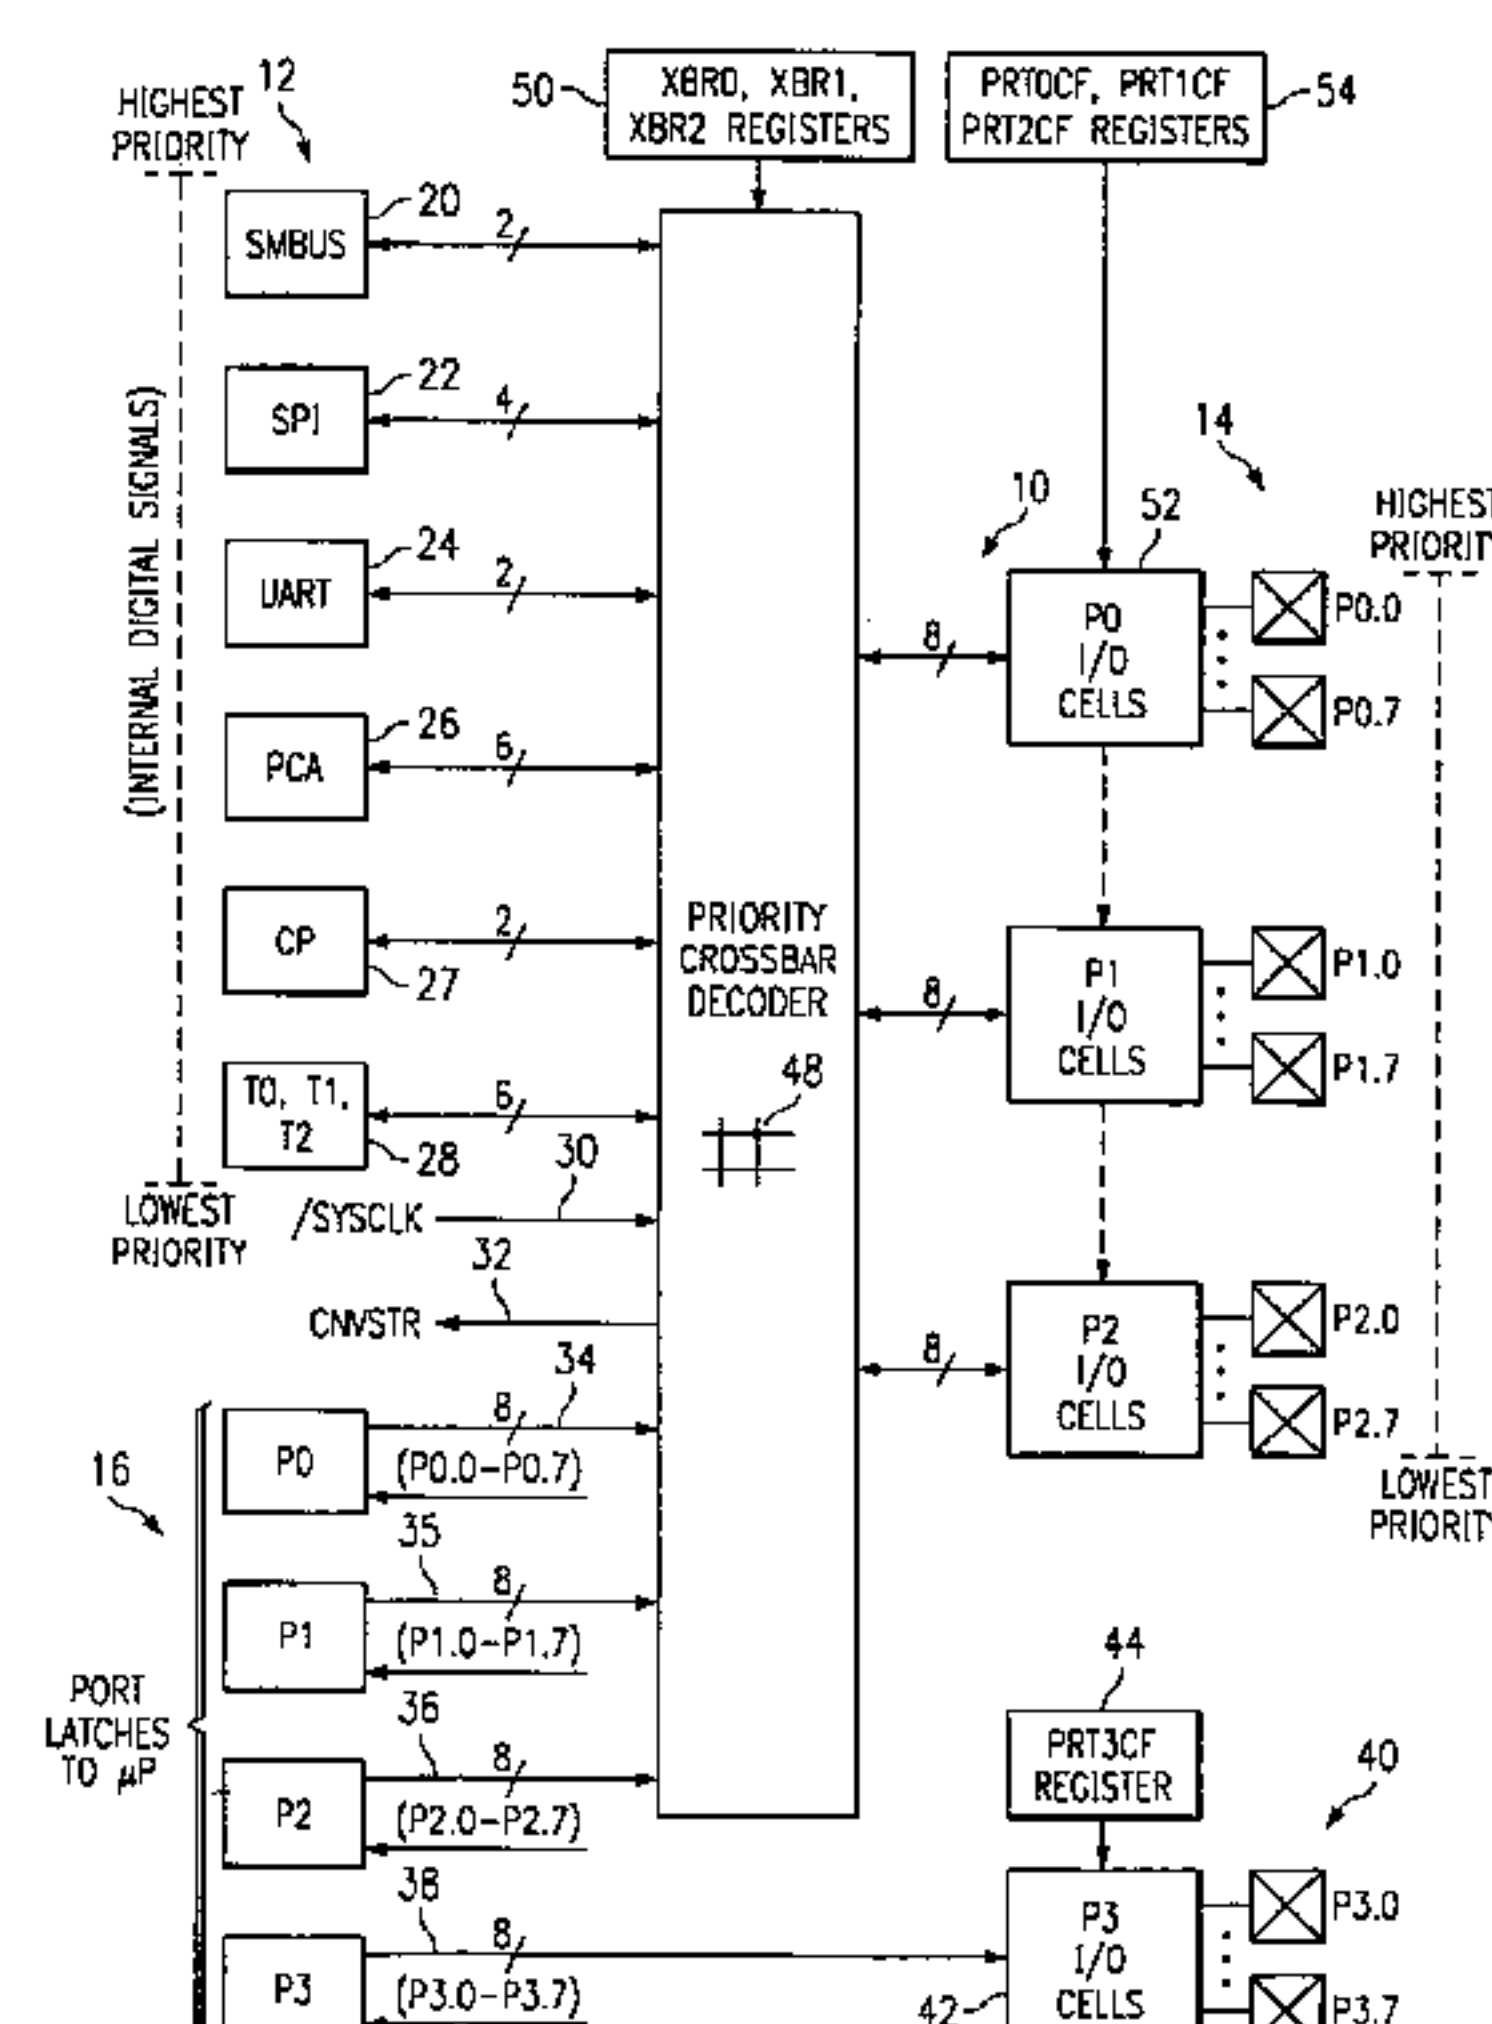 HIGHEST
PRIORITY
12
50
XBR0, XBR1,
XBR2 REGISTERS
PRT0CF, PRT1CF
PRT2CF REGISTERS
54
SMBUS
20
2
SPI
22
4
(INTERNAL DIGITAL SIGNALS)
UART
24
2
PCA
26
6
CP
27
2
T0, T1,
T2
28
6
LOWEST
PRIORITY
/SYSCLK
30
CNVSTR
32
PRIORITY
CROSSBAR
DECODER
48
10
14
52
HIGHEST
PRIORITY
8
P0
I/O
CELLS
P0.0
P0.7
8
P1
I/O
CELLS
P1.0
P1.7
8
P2
I/O
CELLS
P2.0
P2.7
LOWEST
PRIORITY
16
PORT
LATCHES
TO µP
P0
8
34
(P0.0–P0.7)
P1
35
8
(P1.0–P1.7)
P2
36
8
(P2.0–P2.7)
P3
38
8
(P3.0–P3.7)
44
PRT3CF
REGISTER
40
P3
I/O
CELLS
42
P3.0
P3.7